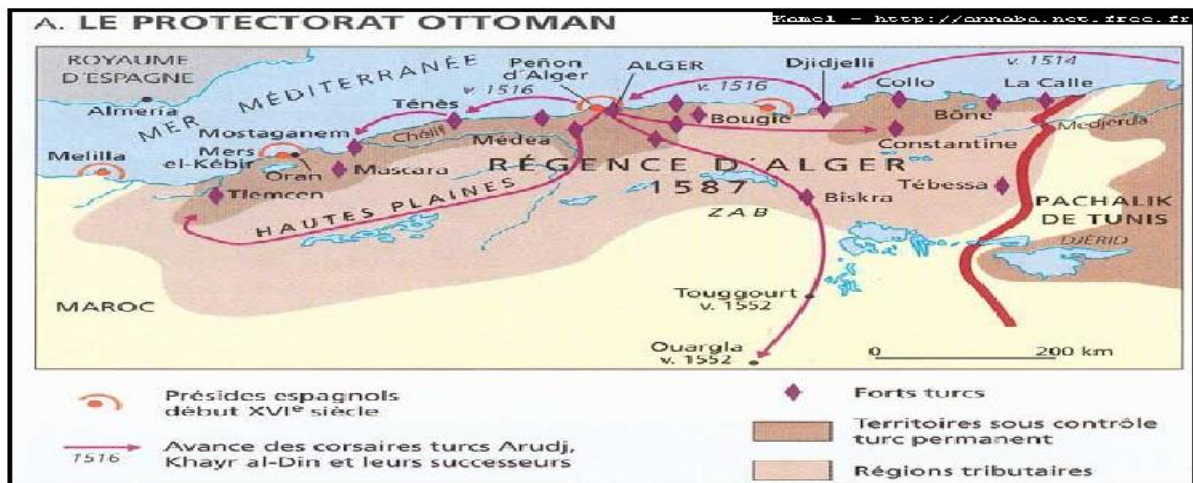 A. LE PROTECTORAT OTTOMAN
Kamel - http://annaba.net.free.fr
ROYAUME
D'ESPAGNE
MER MÉDITERRANÉE
Almeria
Melilla
Mostaganem
Mers
el-Kébir
Oran
Tlemcen
Mascara
Ténès
Chélif
v. 1516
Peñon
d'Alger
ALGER
Médea
v. 1516
Bougie
Djidjelli
v. 1514
Collo
Bône
La Calle
Medjerda
Constantine
RÉGENCE D'ALGER
1587
HAUTES PLAINES
ZAB
Biskra
Tébessa
PACHALIK
DE TUNIS
DJÉRID
MAROC
Touggourt
v. 1552
Ouargla
v. 1552
0 200 km
Présides espagnols
début XVIe siècle
1516
Avance des corsaires turcs Arudj,
Khayr al-Din et leurs successeurs
Forts turcs
Territoires sous contrôle
turc permanent
Régions tributaires